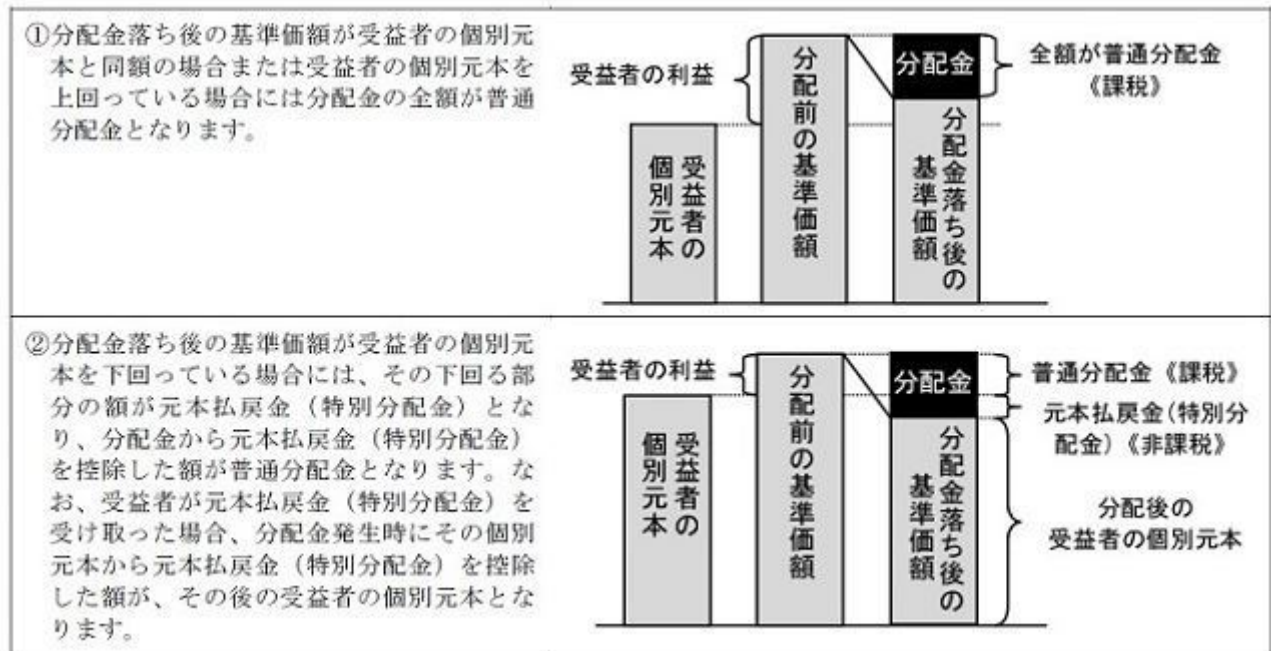 ①分配金落ち後の基準価額が受益者の個別元
本と同額の場合または受益者の個別元本を
上回っている場合には分配金の全額が普通
分配金となります。
受益者の利益
受益者の
個別元本
分配前の基準価額
分配金
分配金落ち後の
基準価額
全額が普通分配金
《課税》
②分配金落ち後の基準価額が受益者の個別元
本を下回っている場合には、その下回る部
分の額が元本払戻金（特別分配金）とな
り、分配金から元本払戻金（特別分配金）
を控除した額が普通分配金となります。な
お、受益者が元本払戻金（特別分配金）を
受け取った場合、分配金発生時にその個別
元本から元本払戻金（特別分配金）を控除
した額が、その後の受益者の個別元本とな
ります。
受益者の利益
受益者の
個別元本
分配前の基準価額
分配金
分配金落ち後の
基準価額
普通分配金《課税》
元本払戻金(特別分
配金)《非課税》
分配後の
受益者の個別元本